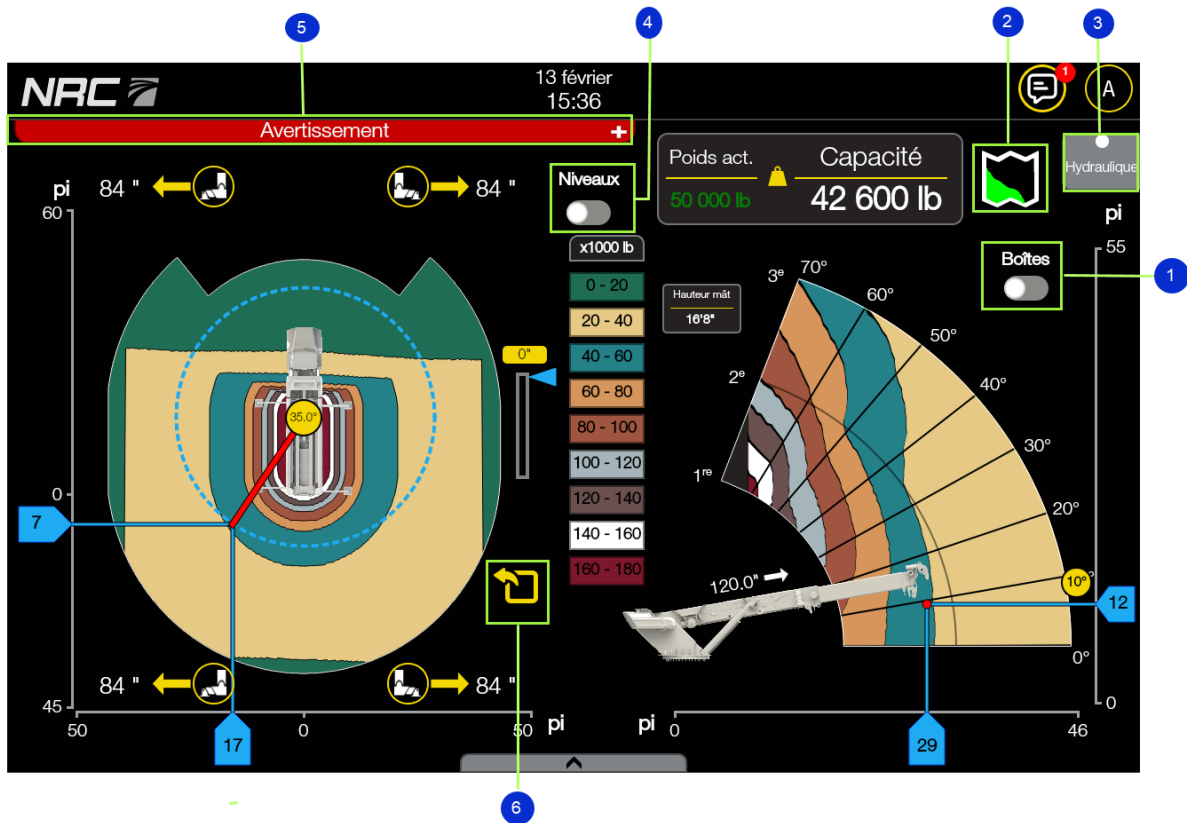 5
4
2
3
NRC
13 février
15:36
1
A
Avertissement
Poids act.
50 000 lb
Capacité
42 600 lb
Hydraulique
pi
84 "
84 "
Niveaux
pi
60
x1000 lb
0 - 20
20 - 40
40 - 60
60 - 80
80 - 100
100 - 120
120 - 140
140 - 160
160 - 180
Hauteur mât
16'8"
Boîtes
1
55
3e
70°
60°
50°
40°
30°
20°
10°
0°
2e
1re
0"
35.0°
0
7
120.0"
12
0
84 "
84 "
45
50
0
50
pi
17
pi
0
29
46
6